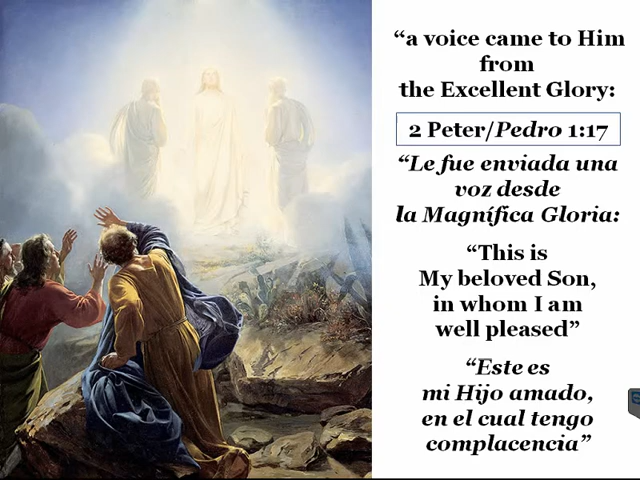 “a voice came to Him
from
the Excellent Glory:
2 Peter/Pedro 1:17
“Le fue enviada una
voz desde
la Magnífica Gloria:
“This is
My beloved Son,
in whom I am
well pleased”
“Este es
mi Hijo amado,
en el cual tengo
complacencia”